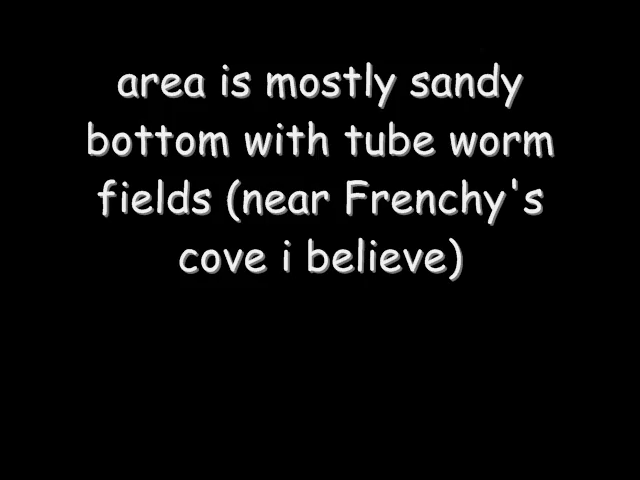 area is mostly sandy
bottom with tube worm
fields (near Frenchy's
cove i believe)